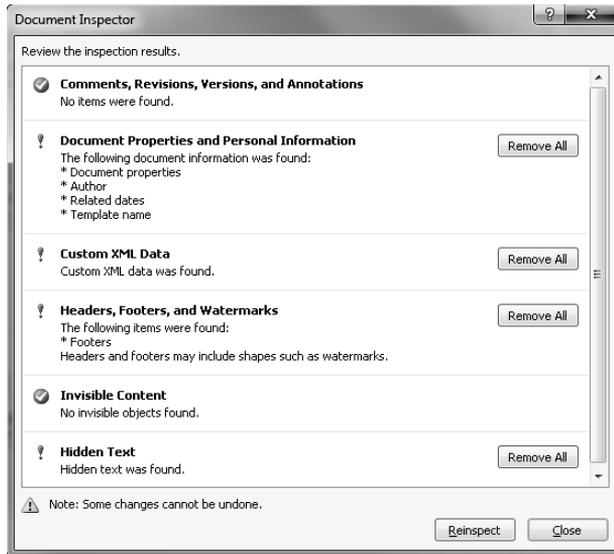 Document Inspector
Review the inspection results.
Comments, Revisions, Versions, and Annotations
No items were found.
Document Properties and Personal Information
Remove All
The following document information was found:
* Document properties
* Author
* Related dates
* Template name
Custom XML Data
Remove All
Custom XML data was found.
Headers, Footers, and Watermarks
Remove All
The following items were found:
* Footers
Headers and footers may include shapes such as watermarks.
Invisible Content
No invisible objects found.
Hidden Text
Remove All
Hidden text was found.
Note: Some changes cannot be undone.
Reinspect Close